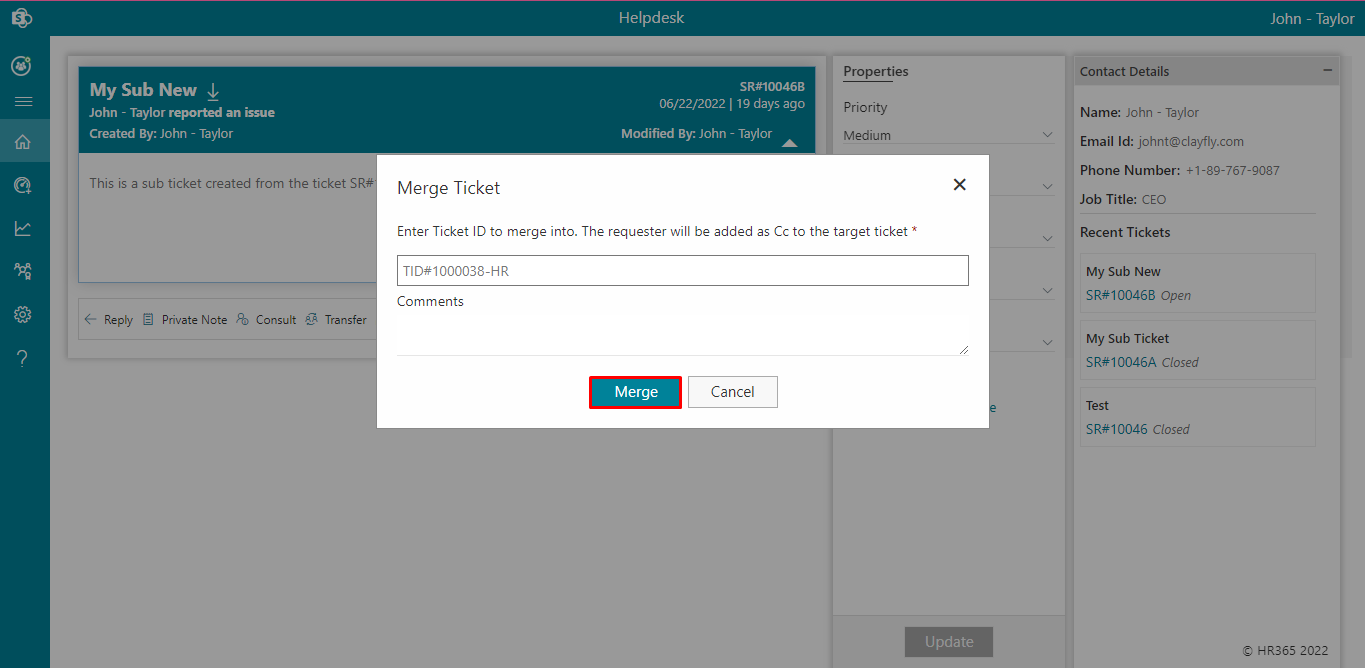 Helpdesk
John - Taylor
My Sub New
SR#10046B
06/22/2022 | 19 days ago
John - Taylor reported an issue
Created By: John - Taylor
Modified By: John - Taylor
This is a sub ticket created from the ticket SR#
Reply
Private Note
Consult
Transfer
Merge Ticket
Enter Ticket ID to merge into. The requester will be added as Cc to the target ticket *
TID#1000038-HR
Comments
Merge
Cancel
Properties
Priority
Medium
Update
Contact Details
Name: John - Taylor
Email Id: johnt@clayfly.com
Phone Number: +1-89-767-9087
Job Title: CEO
Recent Tickets
My Sub New
SR#10046B Open
My Sub Ticket
SR#10046A Closed
Test
SR#10046 Closed
© HR365 2022